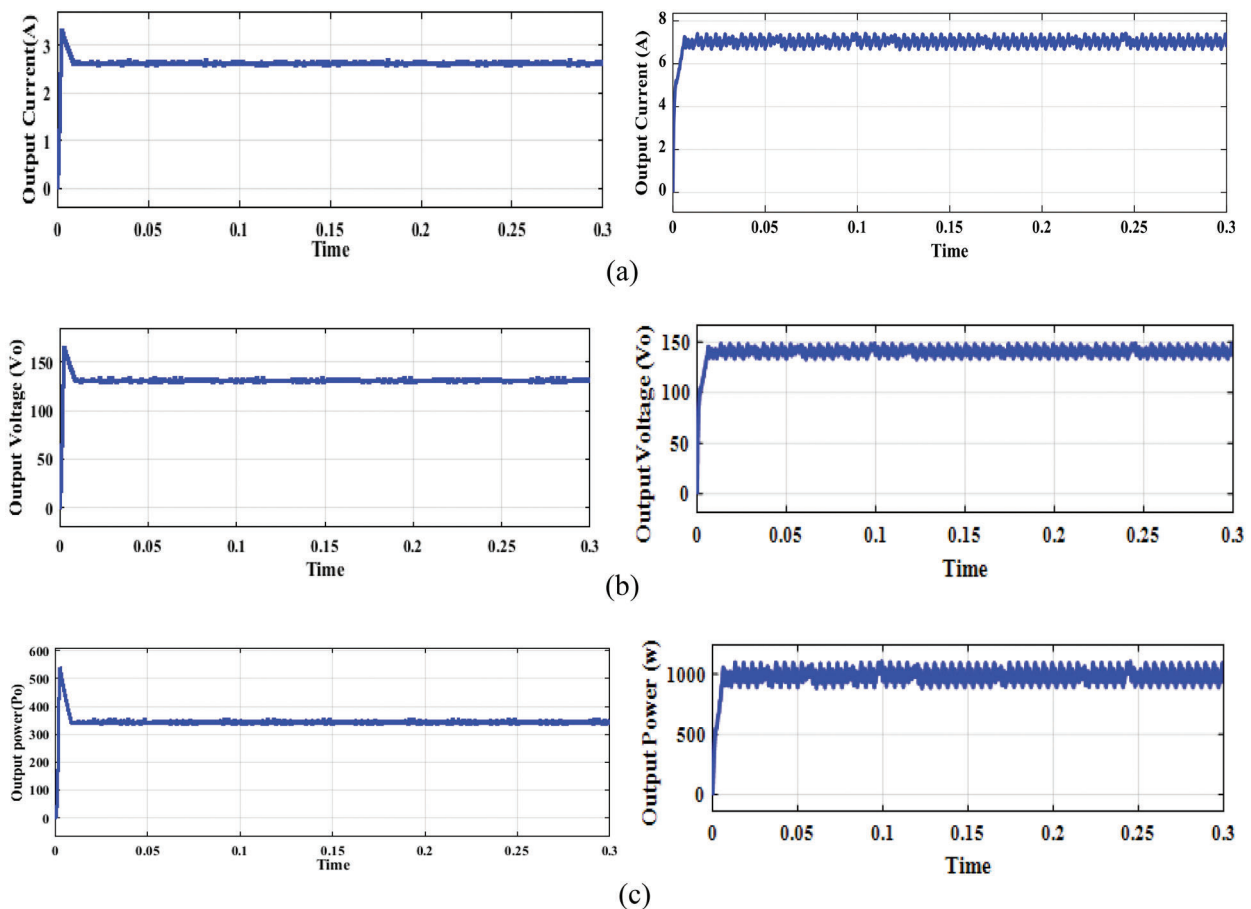 Output Current(A)
3
2
1
0
0 0.05 0.1 0.15 0.2 0.25 0.3
Time
Output Current (A)
8
6
4
2
0
0 0.05 0.1 0.15 0.2 0.25 0.3
Time
(a)
Output Voltage (Vo)
150
100
50
0
0 0.05 0.1 0.15 0.2 0.25 0.3
Time
Output Voltage (Vo)
150
100
50
0
0 0.05 0.1 0.15 0.2 0.25 0.3
Time
(b)
Output power(Po)
600
500
400
300
200
100
0
0 0.05 0.1 0.15 0.2 0.25 0.3
Time
Output Power (w)
1000
500
0
0 0.05 0.1 0.15 0.2 0.25 0.3
Time
(c)